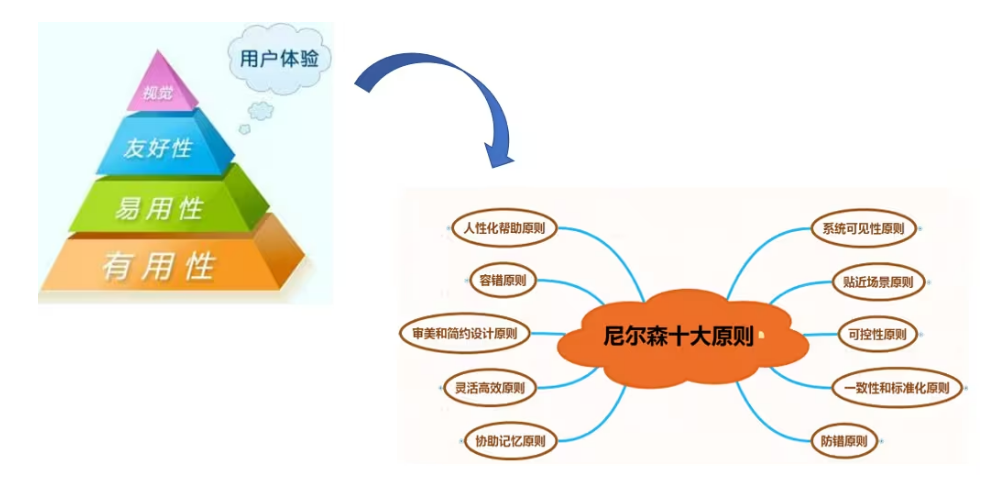 用户体验
视觉
友好性
易用性
有用性
人性化帮助原则
容错原则
审美和简约设计原则
灵活高效原则
协助记忆原则
尼尔森十大原则
系统可见性原则
贴近场景原则
可控性原则
一致性和标准化原则
防错原则